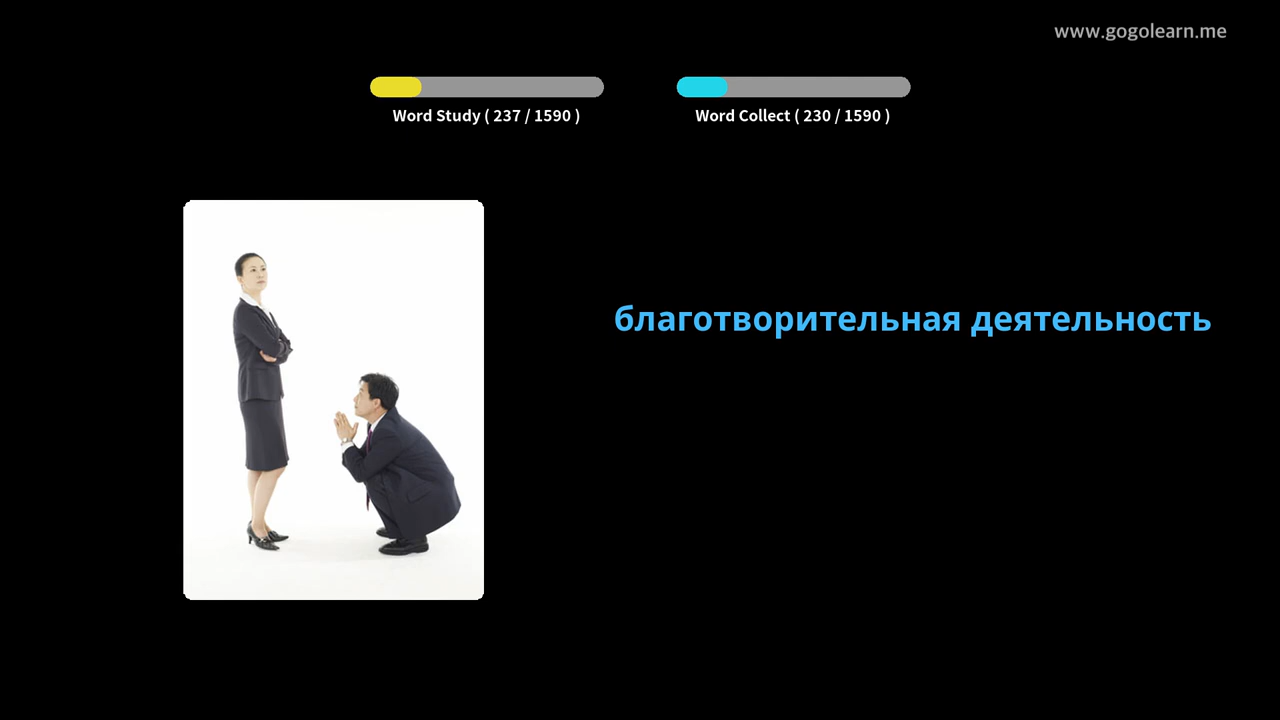 www.gogolearn.me
Word Study ( 237 / 1590 )
Word Collect ( 230 / 1590 )
благотворительная деятельность